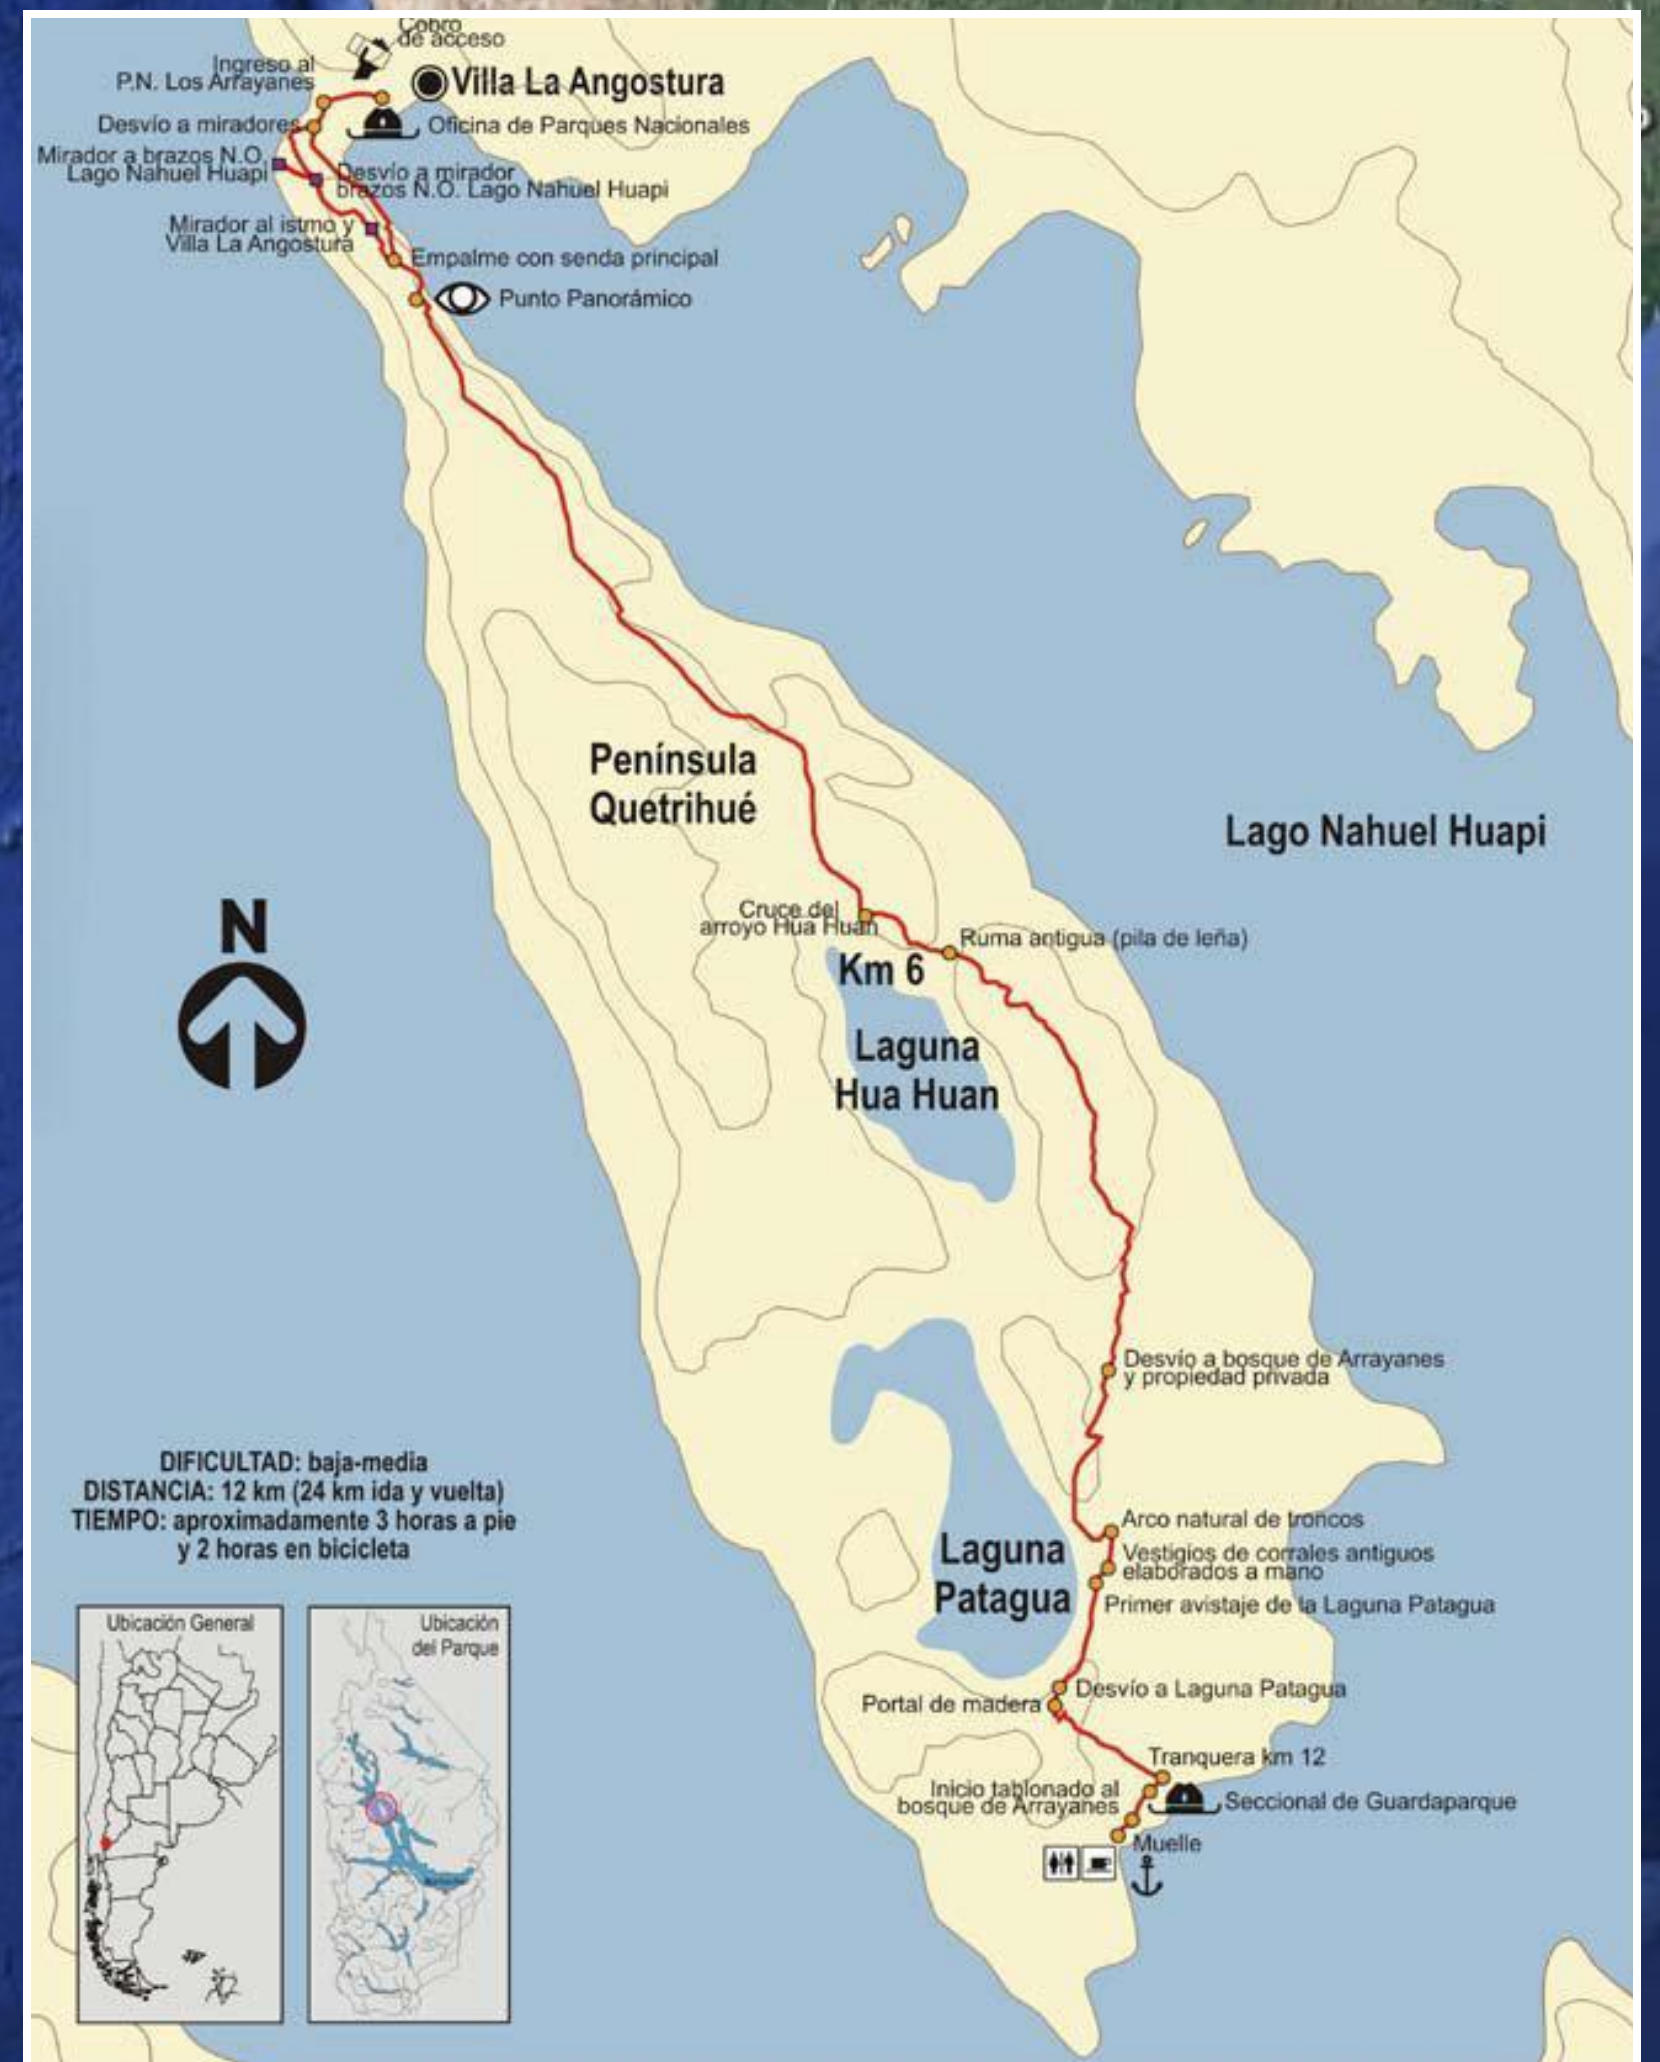 Cobro
de acceso
Ingreso al
P.N. Los Arrayanes
Villa La Angostura
Desvío a miradores
Oficina de Parques Nacionales
Mirador a brazos N.O.
Lago Nahuel Huapi
Desvío a mirador
brazos N.O. Lago Nahuel Huapi
Mirador al istmo y
Villa La Angostura
Empalme con senda principal
Punto Panorámico
Península
Quetrihué
Lago Nahuel Huapi
N
Cruce del
arroyo Hua Huan
Ruma antigua (pila de leña)
Km 6
Laguna
Hua Huan
Desvío a bosque de Arrayanes
y propiedad privada
DIFICULTAD: baja-media
DISTANCIA: 12 km (24 km ida y vuelta)
TIEMPO: aproximadamente 3 horas a pie
y 2 horas en bicicleta
Arco natural de troncos
Vestigios de corrales antiguos
elaborados a mano
Laguna
Patagua
Primer avistaje de la Laguna Patagua
Ubicación General
Ubicación
del Parque
Desvío a Laguna Patagua
Portal de madera
Tranquera km 12
Inicio tablonado al
bosque de Arrayanes
Seccional de Guardaparque
Muelle